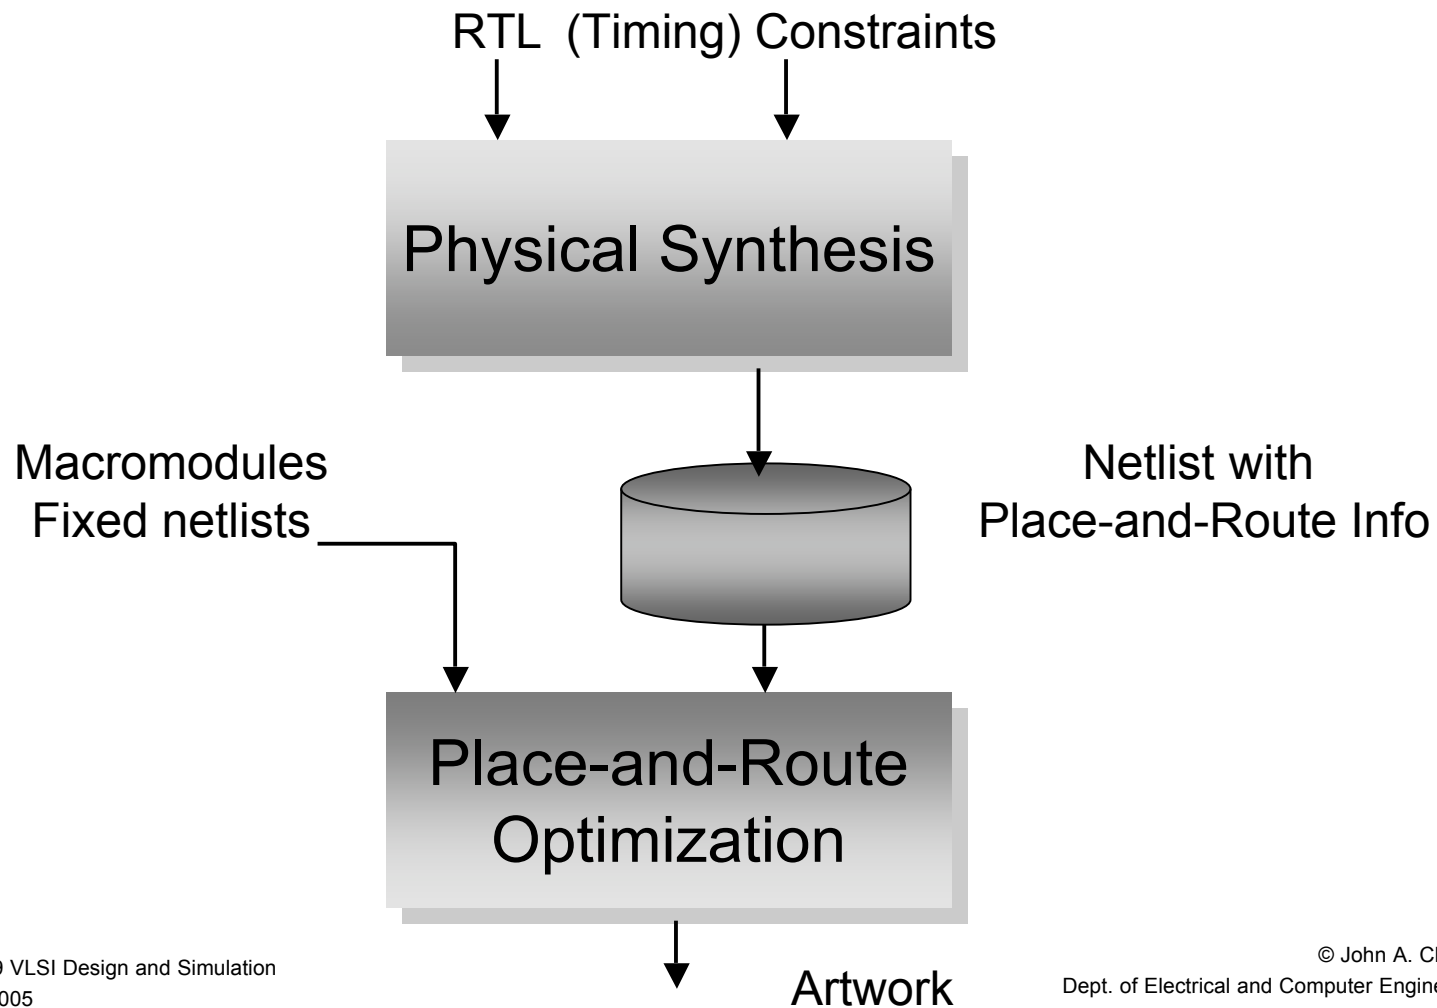 RTL (Timing) Constraints
Physical Synthesis
Macromodules
Fixed netlists
Netlist with
Place-and-Route Info
Place-and-Route
Optimization
Artwork
VLSI Design and Simulation
© John A.
Dept. of Electrical and Computer